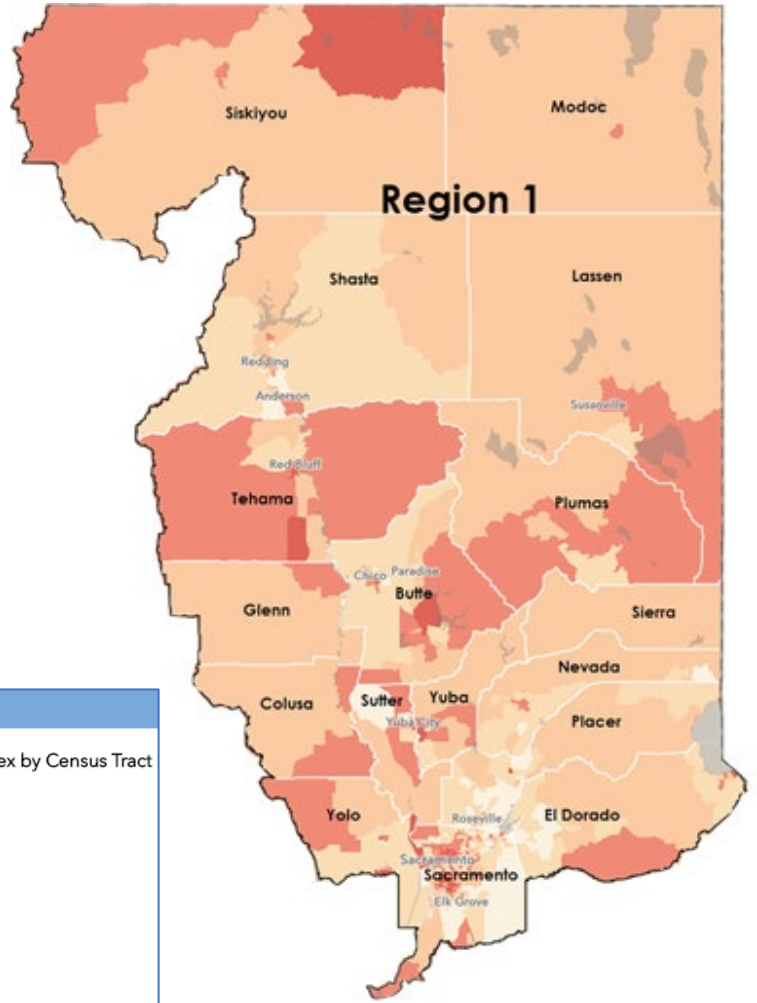 Siskiyou
Modoc
Region 1
Shasta
Lassen
Redding
Anderson
Susanville
Red Bluff
Tehama
Plumas
Chico
Paradise
Butte
Glenn
Sierra
Nevada
Colusa
Sutter
Yuba
Yuba City
Placer
ex by Census Tract
Yolo
Roseville
El Dorado
Sacramento
Sacramento
Elk Grove